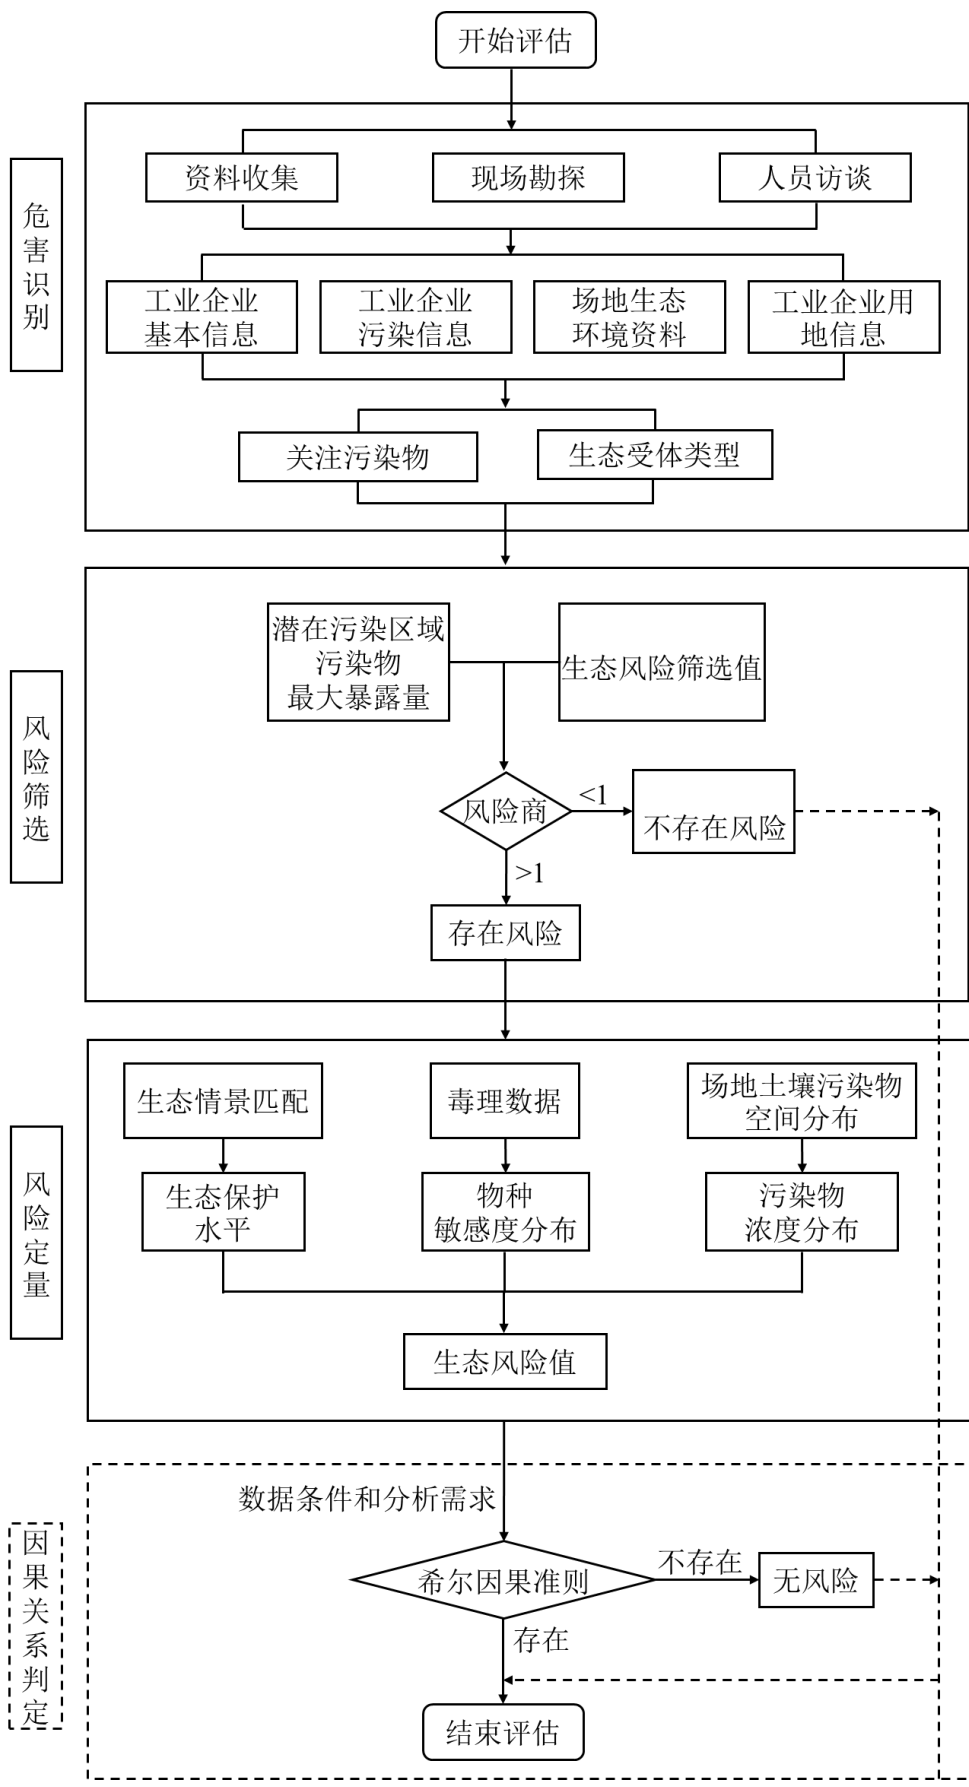 开始评估
危害识别
资料收集
现场勘探
人员访谈
工业企业
基本信息
工业企业
污染信息
场地生态
环境资料
工业企业用
地信息
关注污染物
生态受体类型
风险筛选
潜在污染区域
污染物
最大暴露量
生态风险筛选值
风险商
<1
不存在风险
>1
存在风险
风险定量
生态情景匹配
毒理数据
场地土壤污染物
空间分布
生态保护
水平
物种
敏感度分布
污染物
浓度分布
生态风险值
因果关系判定
数据条件和分析需求
希尔因果准则
不存在
无风险
存在
结束评估